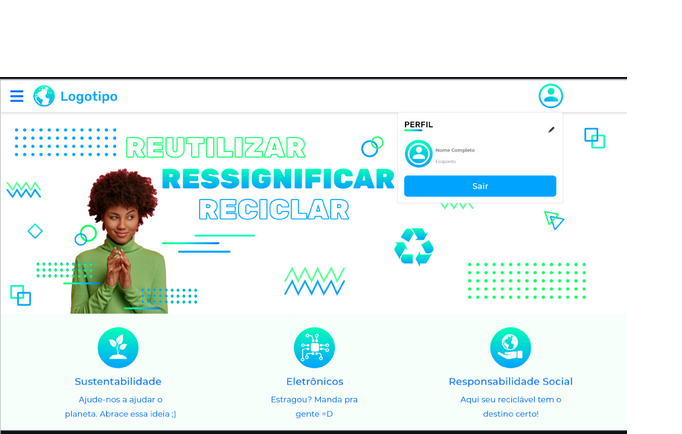 Logotipo
PERFIL
Nome Completo
Sair
REUTILIZAR
RESSIGNIFICAR
RECICLAR
Sustentabilidade
Ajude-nos a ajudar o
planeta. Abrace essa ideia ;)
Eletrônicos
Estragou? Manda pra
gente =D
Responsabilidade Social
Aqui seu reciclável tem o
destino certo!